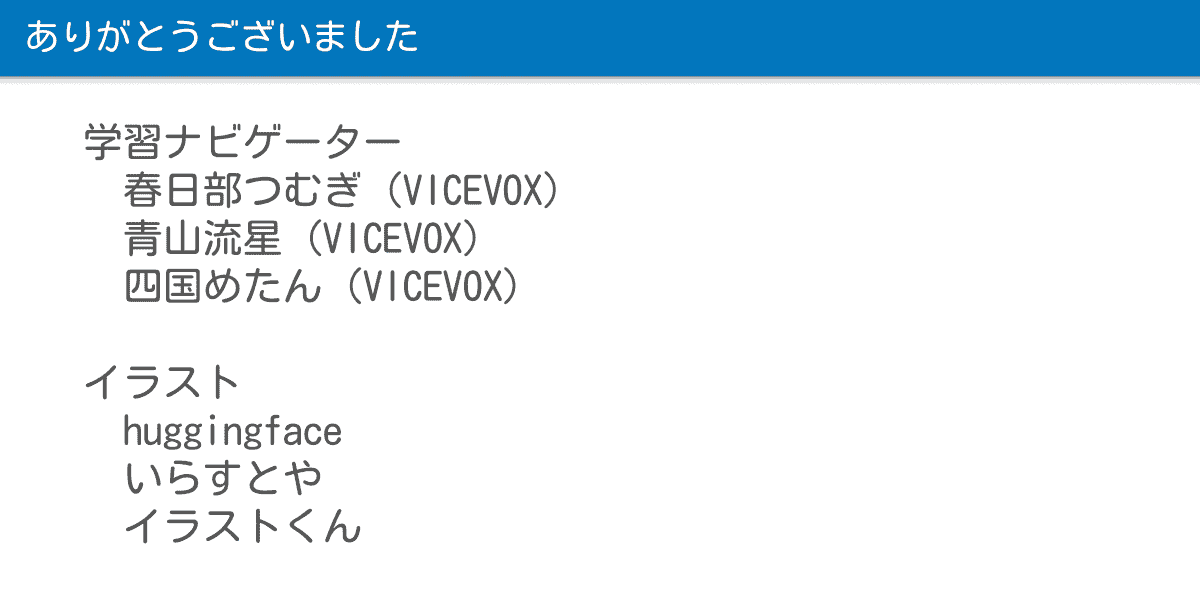 ありがとうございました
学習ナビゲーター
春日部つむぎ（VICEVOX）
青山流星（VICEVOX）
四国めたん（VICEVOX）
イラスト
huggingface
いらすとや
イラストくん